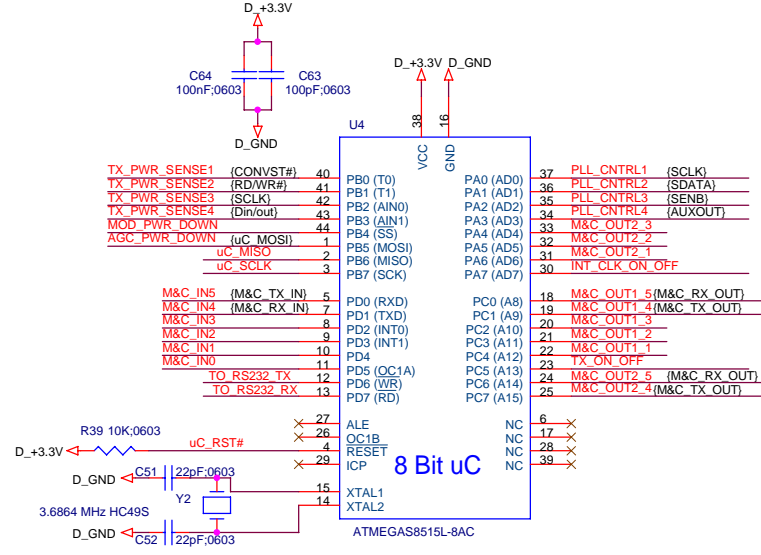 D_+3.3V
C64
100nF;0603
C63
100pF;0603
D_GND
D_+3.3V
D_GND
U4
38
16
VCC
GND
TX_PWR_SENSE1 {CONVST#} 40 PB0 (T0)
TX_PWR_SENSE2 {RD/WR#} 41 PB1 (T1)
TX_PWR_SENSE3 {SCLK} 42 PB2 (AIN0)
TX_PWR_SENSE4 {Din/out} 43 PB3 (AIN1)
MOD_PWR_DOWN 44 PB4 (SS)
AGC_PWR_DOWN {uC_MOSI} 1 PB5 (MOSI)
uC_MISO 2 PB6 (MISO)
uC_SCLK 3 PB7 (SCK)
PA0 (AD0) 37 PLL_CNTRL1 {SCLK}
PA1 (AD1) 36 PLL_CNTRL2 {SDATA}
PA2 (AD2) 35 PLL_CNTRL3 {SENB}
PA3 (AD3) 34 PLL_CNTRL4 {AUXOUT}
PA4 (AD4) 33 M&C_OUT2_3
PA5 (AD5) 32 M&C_OUT2_2
PA6 (AD6) 31 M&C_OUT2_1
PA7 (AD7) 30 INT_CLK_ON_OFF
M&C_IN5 {M&C_TX_IN} 5 PD0 (RXD)
M&C_IN4 {M&C_RX_IN} 7 PD1 (TXD)
M&C_IN3 8 PD2 (INT0)
M&C_IN2 9 PD3 (INT1)
M&C_IN1 10 PD4
M&C_IN0 11 PD5 (OC1A)
TO_RS232_TX 12 PD6 (WR)
TO_RS232_RX 13 PD7 (RD)
PC0 (A8) 18 M&C_OUT1_5 {M&C_RX_OUT}
PC1 (A9) 19 M&C_OUT1_4 {M&C_TX_OUT}
PC2 (A10) 20 M&C_OUT1_3
PC3 (A11) 21 M&C_OUT1_2
PC4 (A12) 22 M&C_OUT1_1
PC5 (A13) 23 TX_ON_OFF
PC6 (A14) 24 M&C_OUT2_5 {M&C_RX_OUT}
PC7 (A15) 25 M&C_OUT2_4 {M&C_TX_OUT}
27 ALE
26 OC1B
R39 10K;0603
D_+3.3V uC_RST# 4 RESET
29 ICP
NC 6
NC 17
NC 28
NC 39
8 Bit uC
D_GND C51 22pF;0603
15 XTAL1
Y2
14 XTAL2
3.6864 MHz HC49S
D_GND C52 22pF;0603
ATMEGAS8515L-8AC